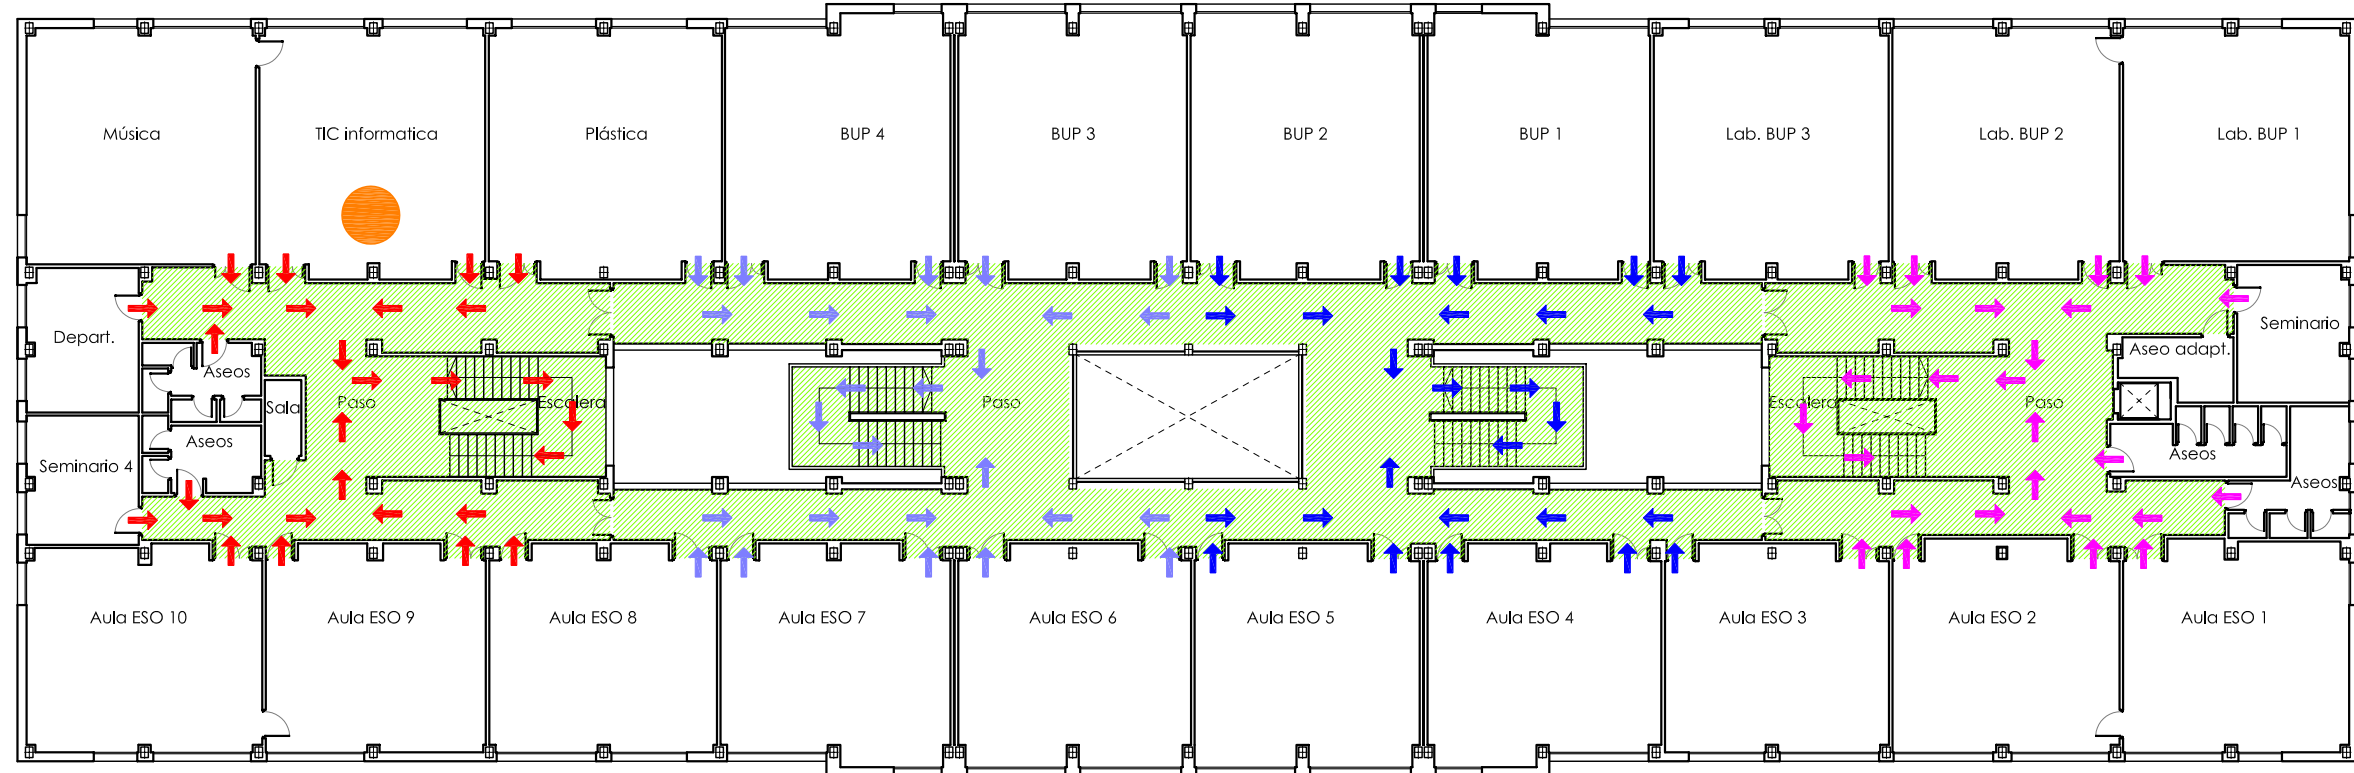 Música
TIC informatica
Plástica
BUP 4
BUP 3
BUP 2
BUP 1
Lab. BUP 3
Lab. BUP 2
Lab. BUP 1
Depart.
Seminario
Aseo adapt.
Aseos
Sala
Paso
Escalera
Paso
Escalera
Paso
Aseos
Seminario 4
Aseos
Aseos
Aula ESO 10
Aula ESO 9
Aula ESO 8
Aula ESO 7
Aula ESO 6
Aula ESO 5
Aula ESO 4
Aula ESO 3
Aula ESO 2
Aula ESO 1